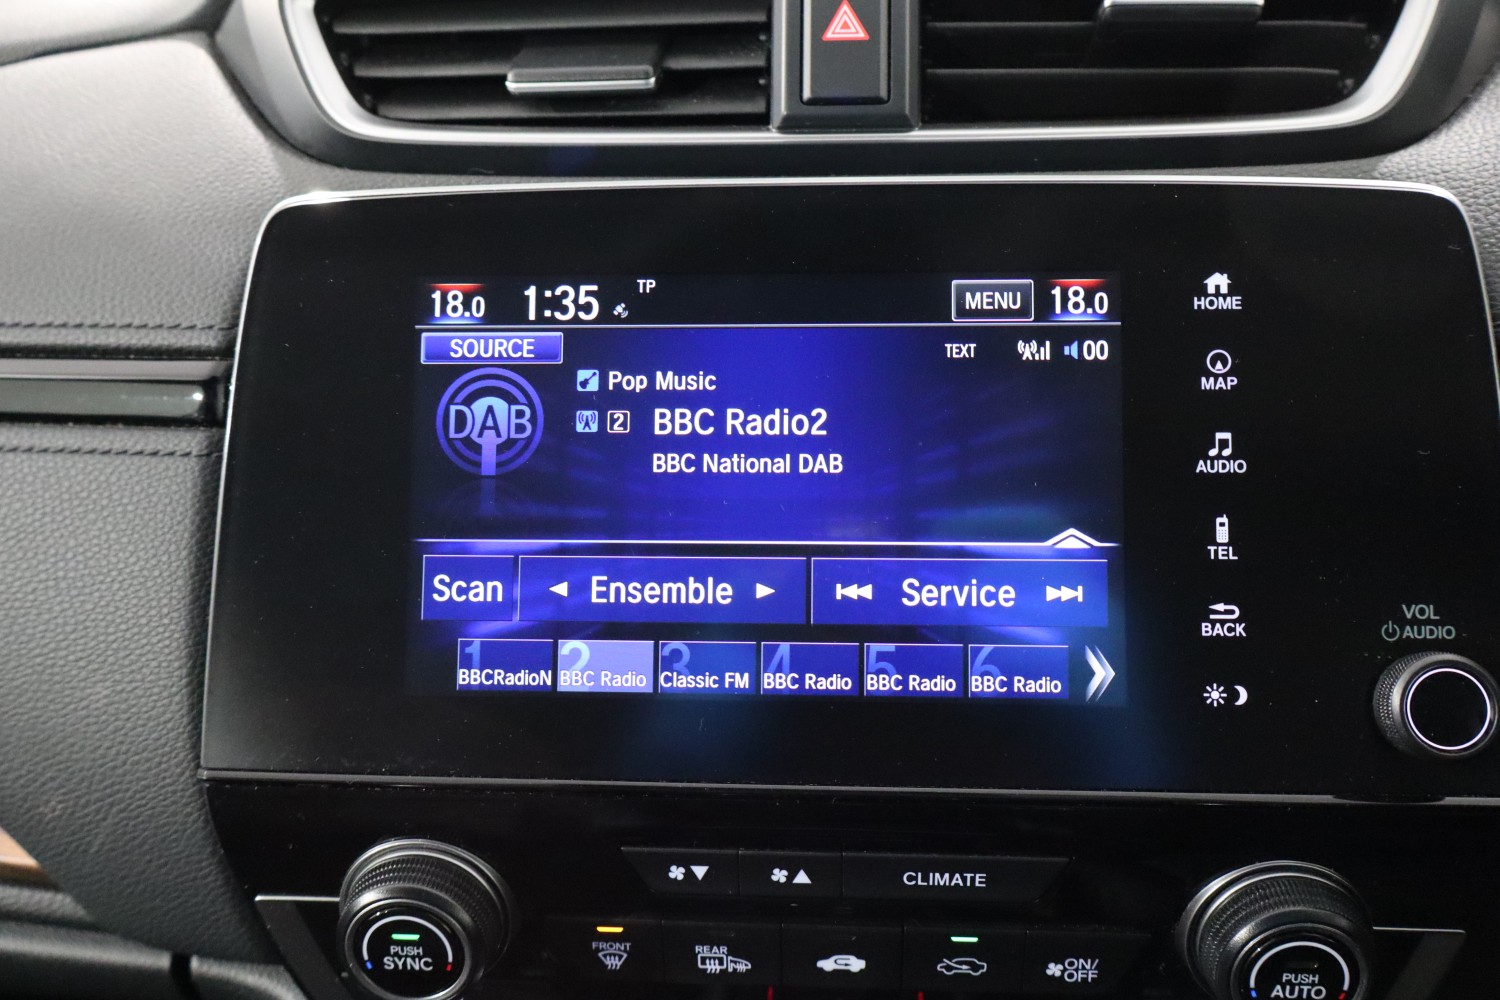 18.0 1:35 TP MENU 18.0
SOURCE TEXT 00
DAB
Pop Music
2 BBC Radio2
BBC National DAB
Scan Ensemble Service
1 2 3 4 5 6
BBCRadioN BBC Radio Classic FM BBC Radio BBC Radio BBC Radio
HOME
MAP
AUDIO
TEL
BACK
VOL
AUDIO
CLIMATE
PUSH
SYNC
FRONT
REAR
ON/
OFF
PUSH
AUTO